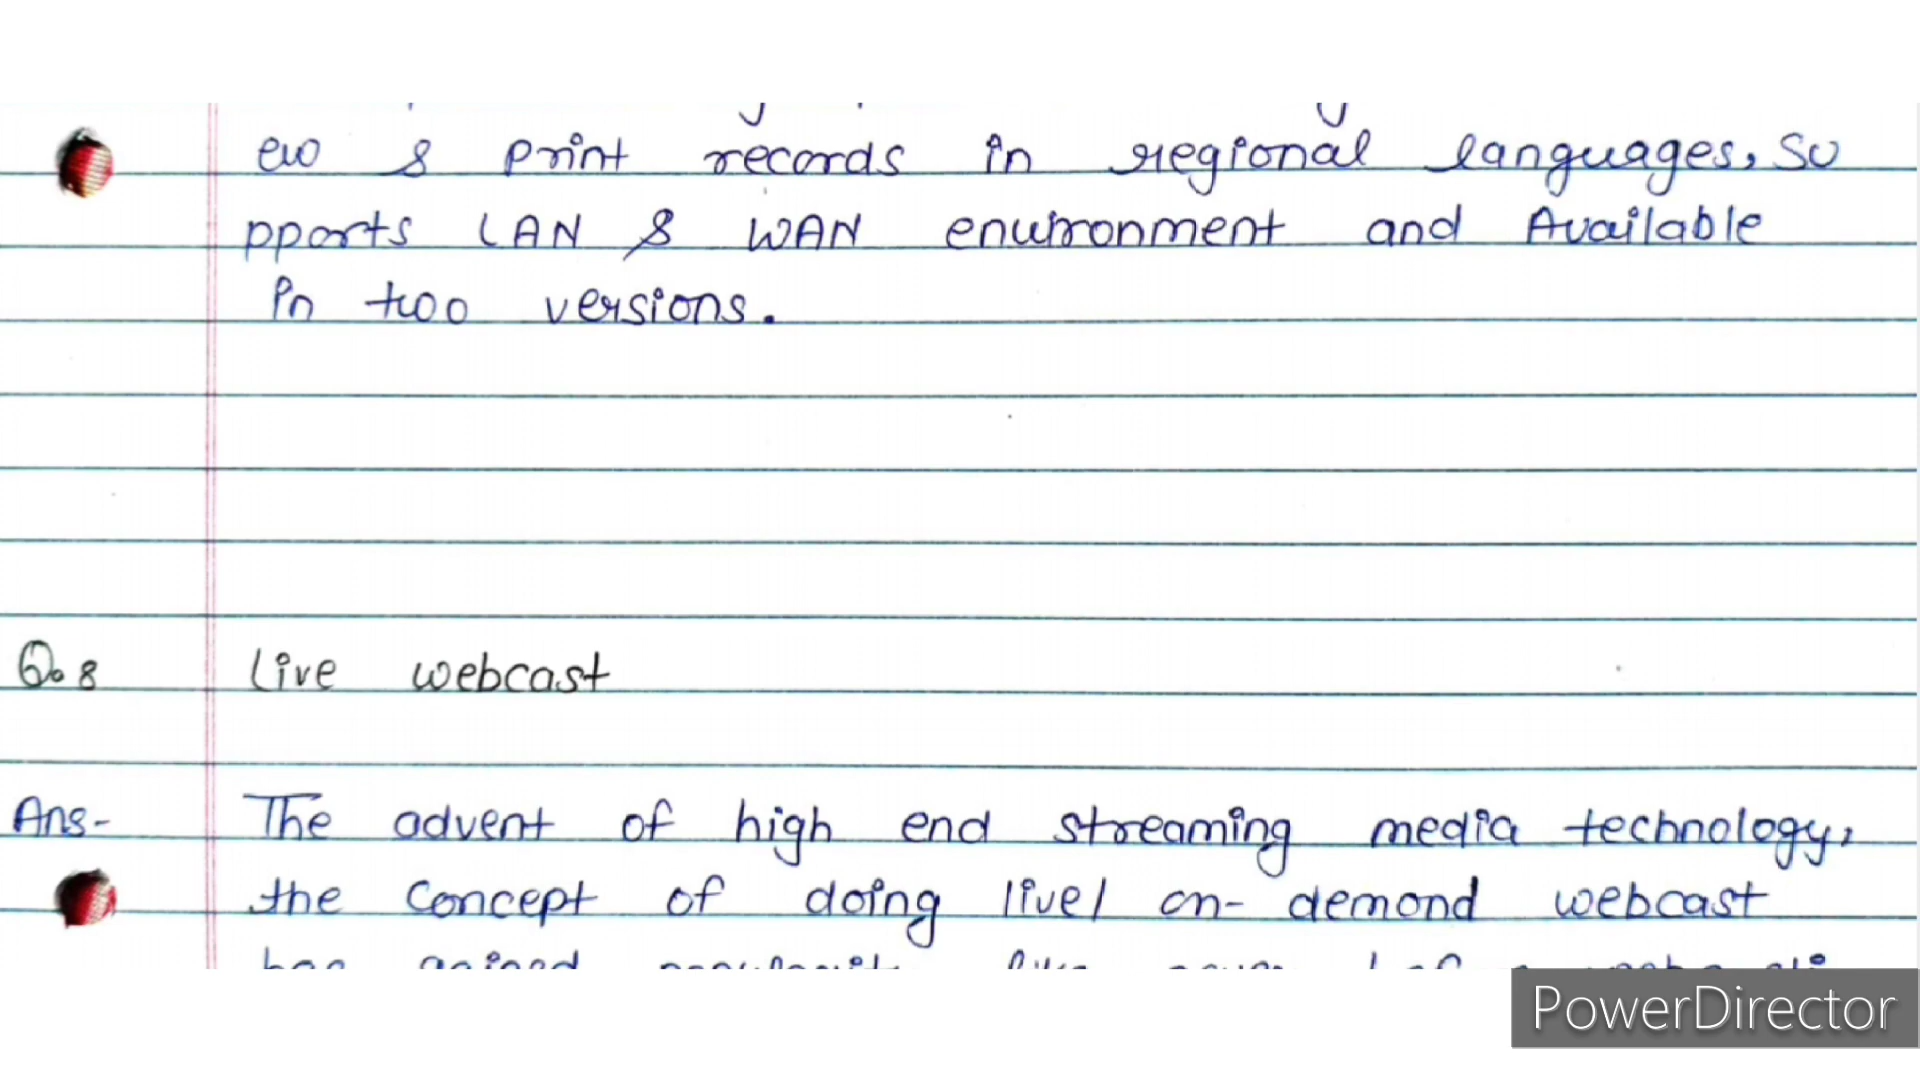 ew & print records in regional languages, su
pports LAN & WAN environment and Available
in two versions.
Q.8 Live webcast
Ans- The advent of high end streaming media technology,
the concept of doing live/ on- demond webcast
PowerDirector